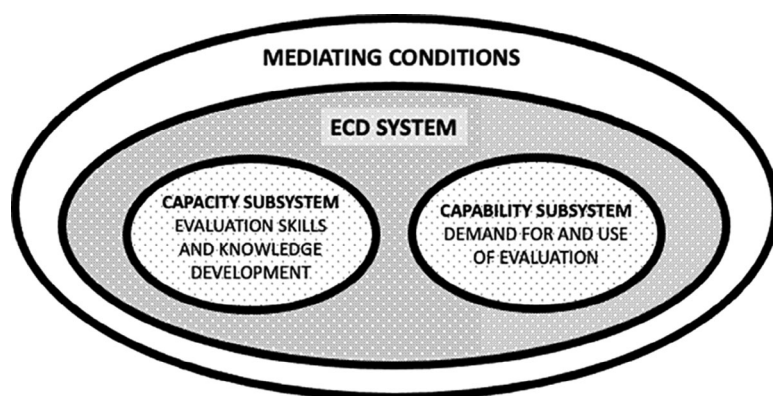 MEDIATING CONDITIONS
ECD SYSTEM
CAPACITY SUBSYSTEM
EVALUATION SKILLS
AND KNOWLEDGE
DEVELOPMENT
CAPABILITY SUBSYSTEM
DEMAND FOR AND USE
OF EVALUATION